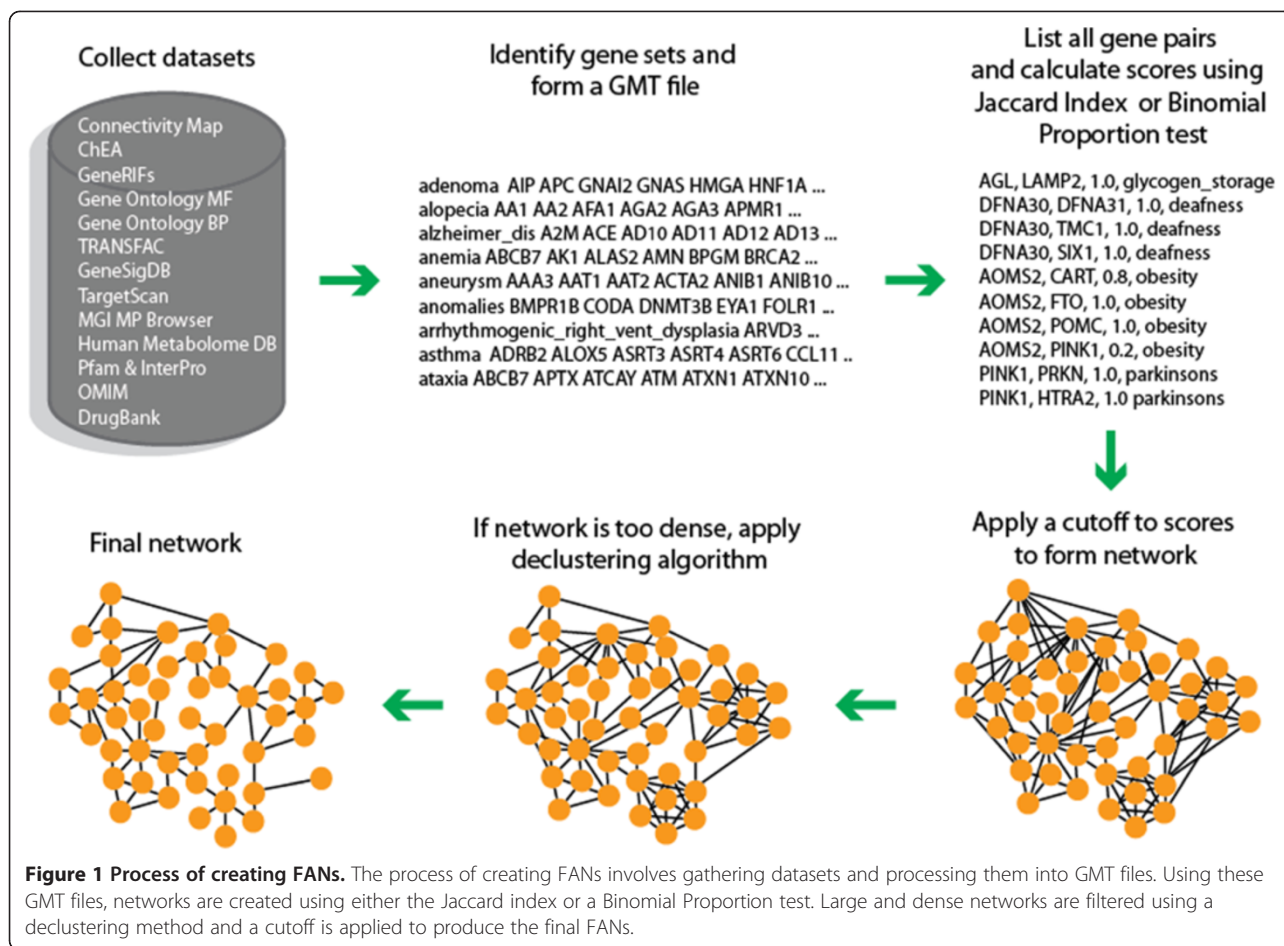 Collect datasets
Connectivity Map
ChEA
GeneRIFs
Gene Ontology MF
Gene Ontology BP
TRANSFAC
GeneSigDB
TargetScan
MGI MP Browser
Human Metabolome DB
Pfam & InterPro
OMIM
DrugBank
Identify gene sets and
form a GMT file
adenoma AIP APC GNAI2 GNAS HMGA HNF1A ...
alopecia AA1 AA2 AFA1 AGA2 AGA3 APMR1 ...
alzheimer_dis A2M ACE AD10 AD11 AD12 AD13 ...
anemia ABCB7 AK1 ALAS2 AMN BPGM BRCA2 ...
aneurysm AAA3 AAT1 AAT2 ACTA2 ANIB1 ANIB10 ...
anomalies BMPR1B CODA DNMT3B EYA1 FOLR1 ...
arrhythmogenic_right_vent_dysplasia ARVD3 ...
asthma ADRB2 ALOX5 ASRT3 ASRT4 ASRT6 CCL11 ..
ataxia ABCB7 APTX ATCAY ATM ATXN1 ATXN10 ...
List all gene pairs
and calculate scores using
Jaccard Index or Binomial
Proportion test
AGL, LAMP2, 1.0, glycogen_storage
DFNA30, DFNA31, 1.0, deafness
DFNA30, TMC1, 1.0, deafness
DFNA30, SIX1, 1.0, deafness
AOMS2, CART, 0.8, obesity
AOMS2, FTO, 1.0, obesity
AOMS2, POMC, 1.0, obesity
AOMS2, PINK1, 0.2, obesity
PINK1, PRKN, 1.0, parkinsons
PINK1, HTRA2, 1.0 parkinsons
Apply a cutoff to scores
to form network
If network is too dense, apply
declustering algorithm
Final network
Figure 1 Process of creating FANs. The process of creating FANs involves gathering datasets and processing them into GMT files. Using these
GMT files, networks are created using either the Jaccard index or a Binomial Proportion test. Large and dense networks are filtered using a
declustering method and a cutoff is applied to produce the final FANs.